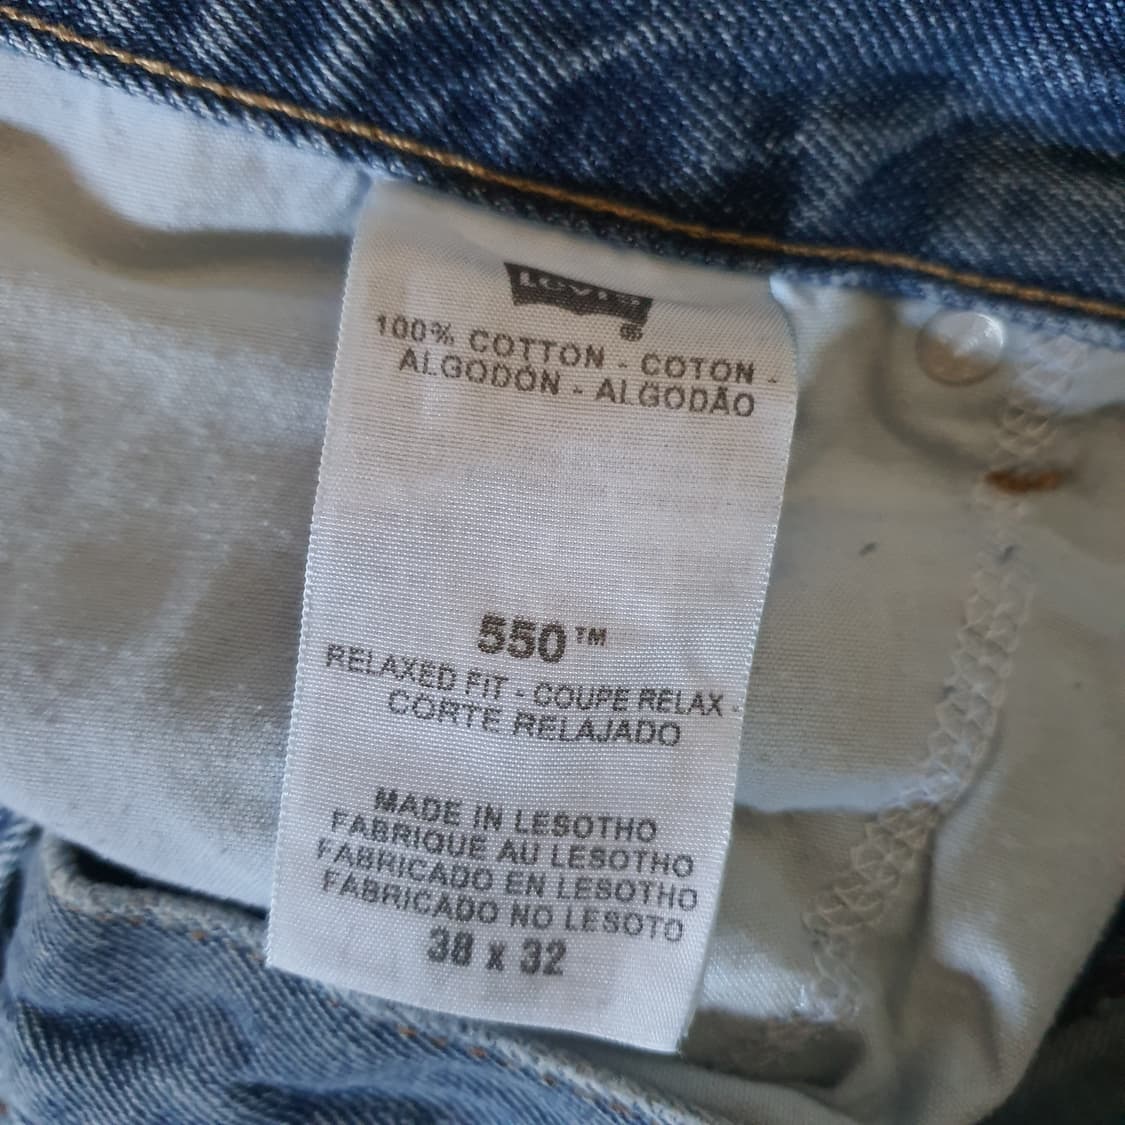 Levi's
®
100% COTTON - COTON -
ALGODÓN - ALGODÃO
550™
RELAXED FIT - COUPE RELAX -
CORTE RELAJADO
MADE IN LESOTHO
FABRIQUE AU LESOTHO
FABRICADO EN LESOTHO
FABRICADO NO LESOTO
38 x 32